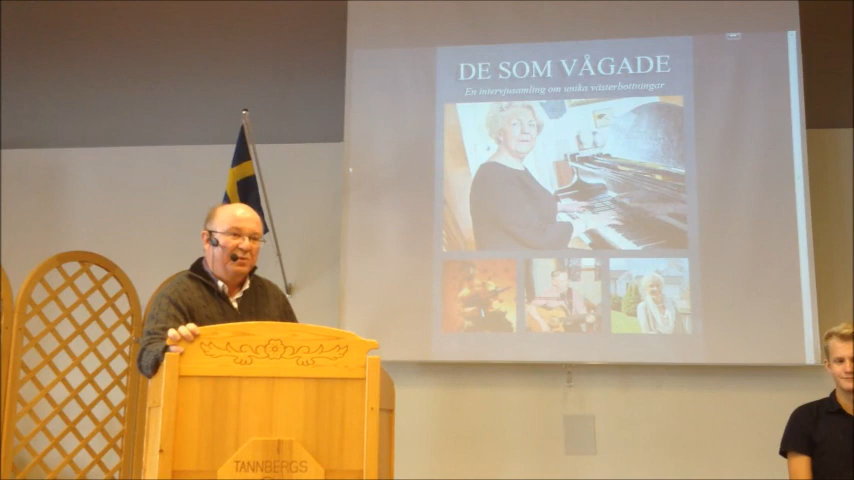 DE SOM VÅGADE
En intervjusamling om unika västerbottningar
TANNBERGS